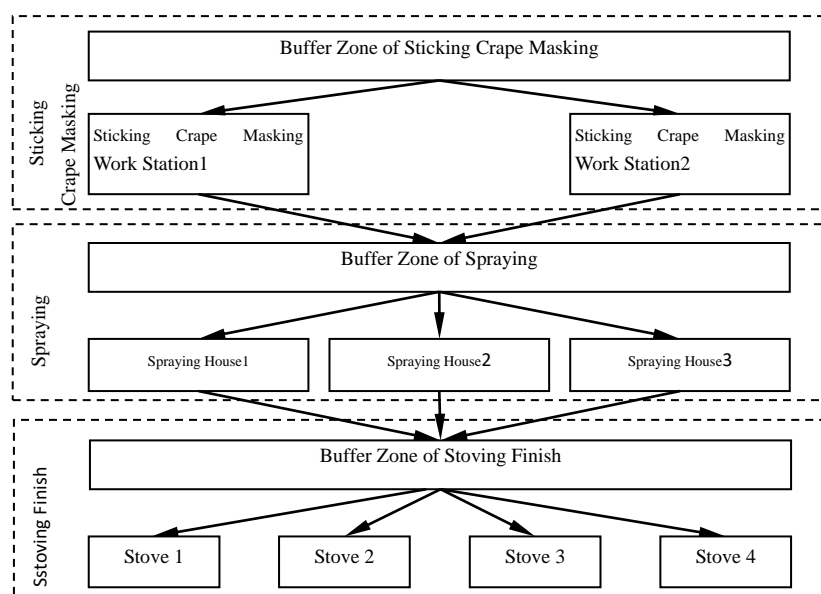 Buffer Zone of Sticking Crape Masking
Sticking
Crape Masking
Sticking Crape Masking
Work Station1
Sticking Crape Masking
Work Station2
Buffer Zone of Spraying
Spraying
Spraying House1
Spraying House2
Spraying House3
Buffer Zone of Stoving Finish
Sstoving Finish
Stove 1
Stove 2
Stove 3
Stove 4